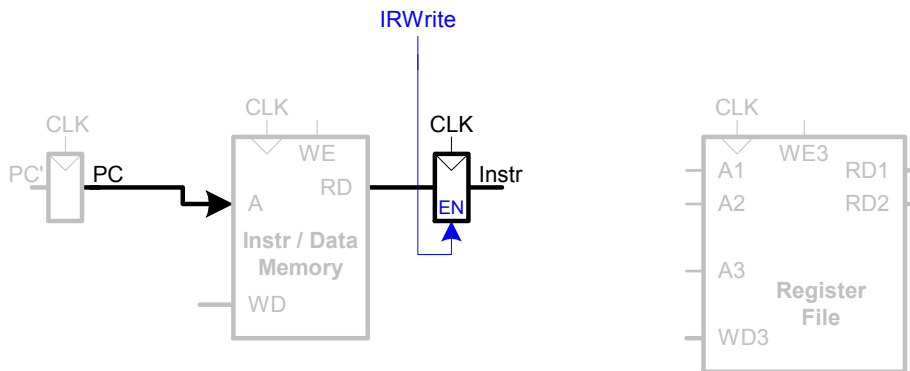 IRWrite
CLK
CLK
CLK
CLK
PC'
PC
WE
RD
A
Instr / Data
Memory
WD
EN
Instr
WE3
A1
RD1
A2
RD2
A3
Register
File
WD3